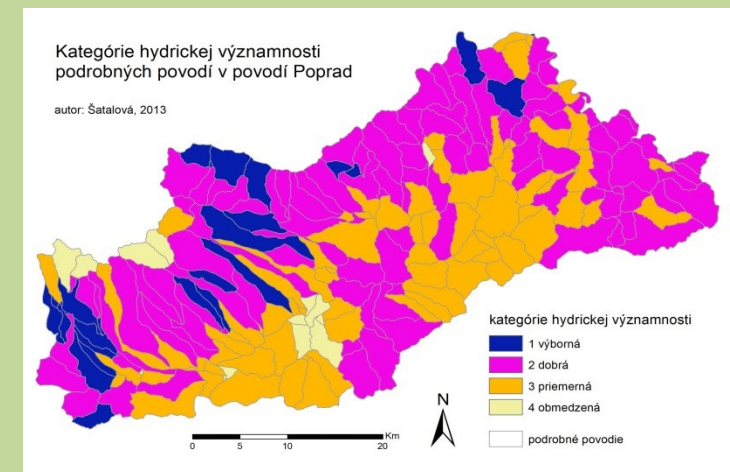 Kategórie hydrickej významnosti
podrobných povodí v povodí Poprad
autor: Šatalová, 2013
kategórie hydrickej významnosti
1 výborná
2 dobrá
3 priemerná
4 obmedzená
podrobné povodie
N
Km
0 5 10 20